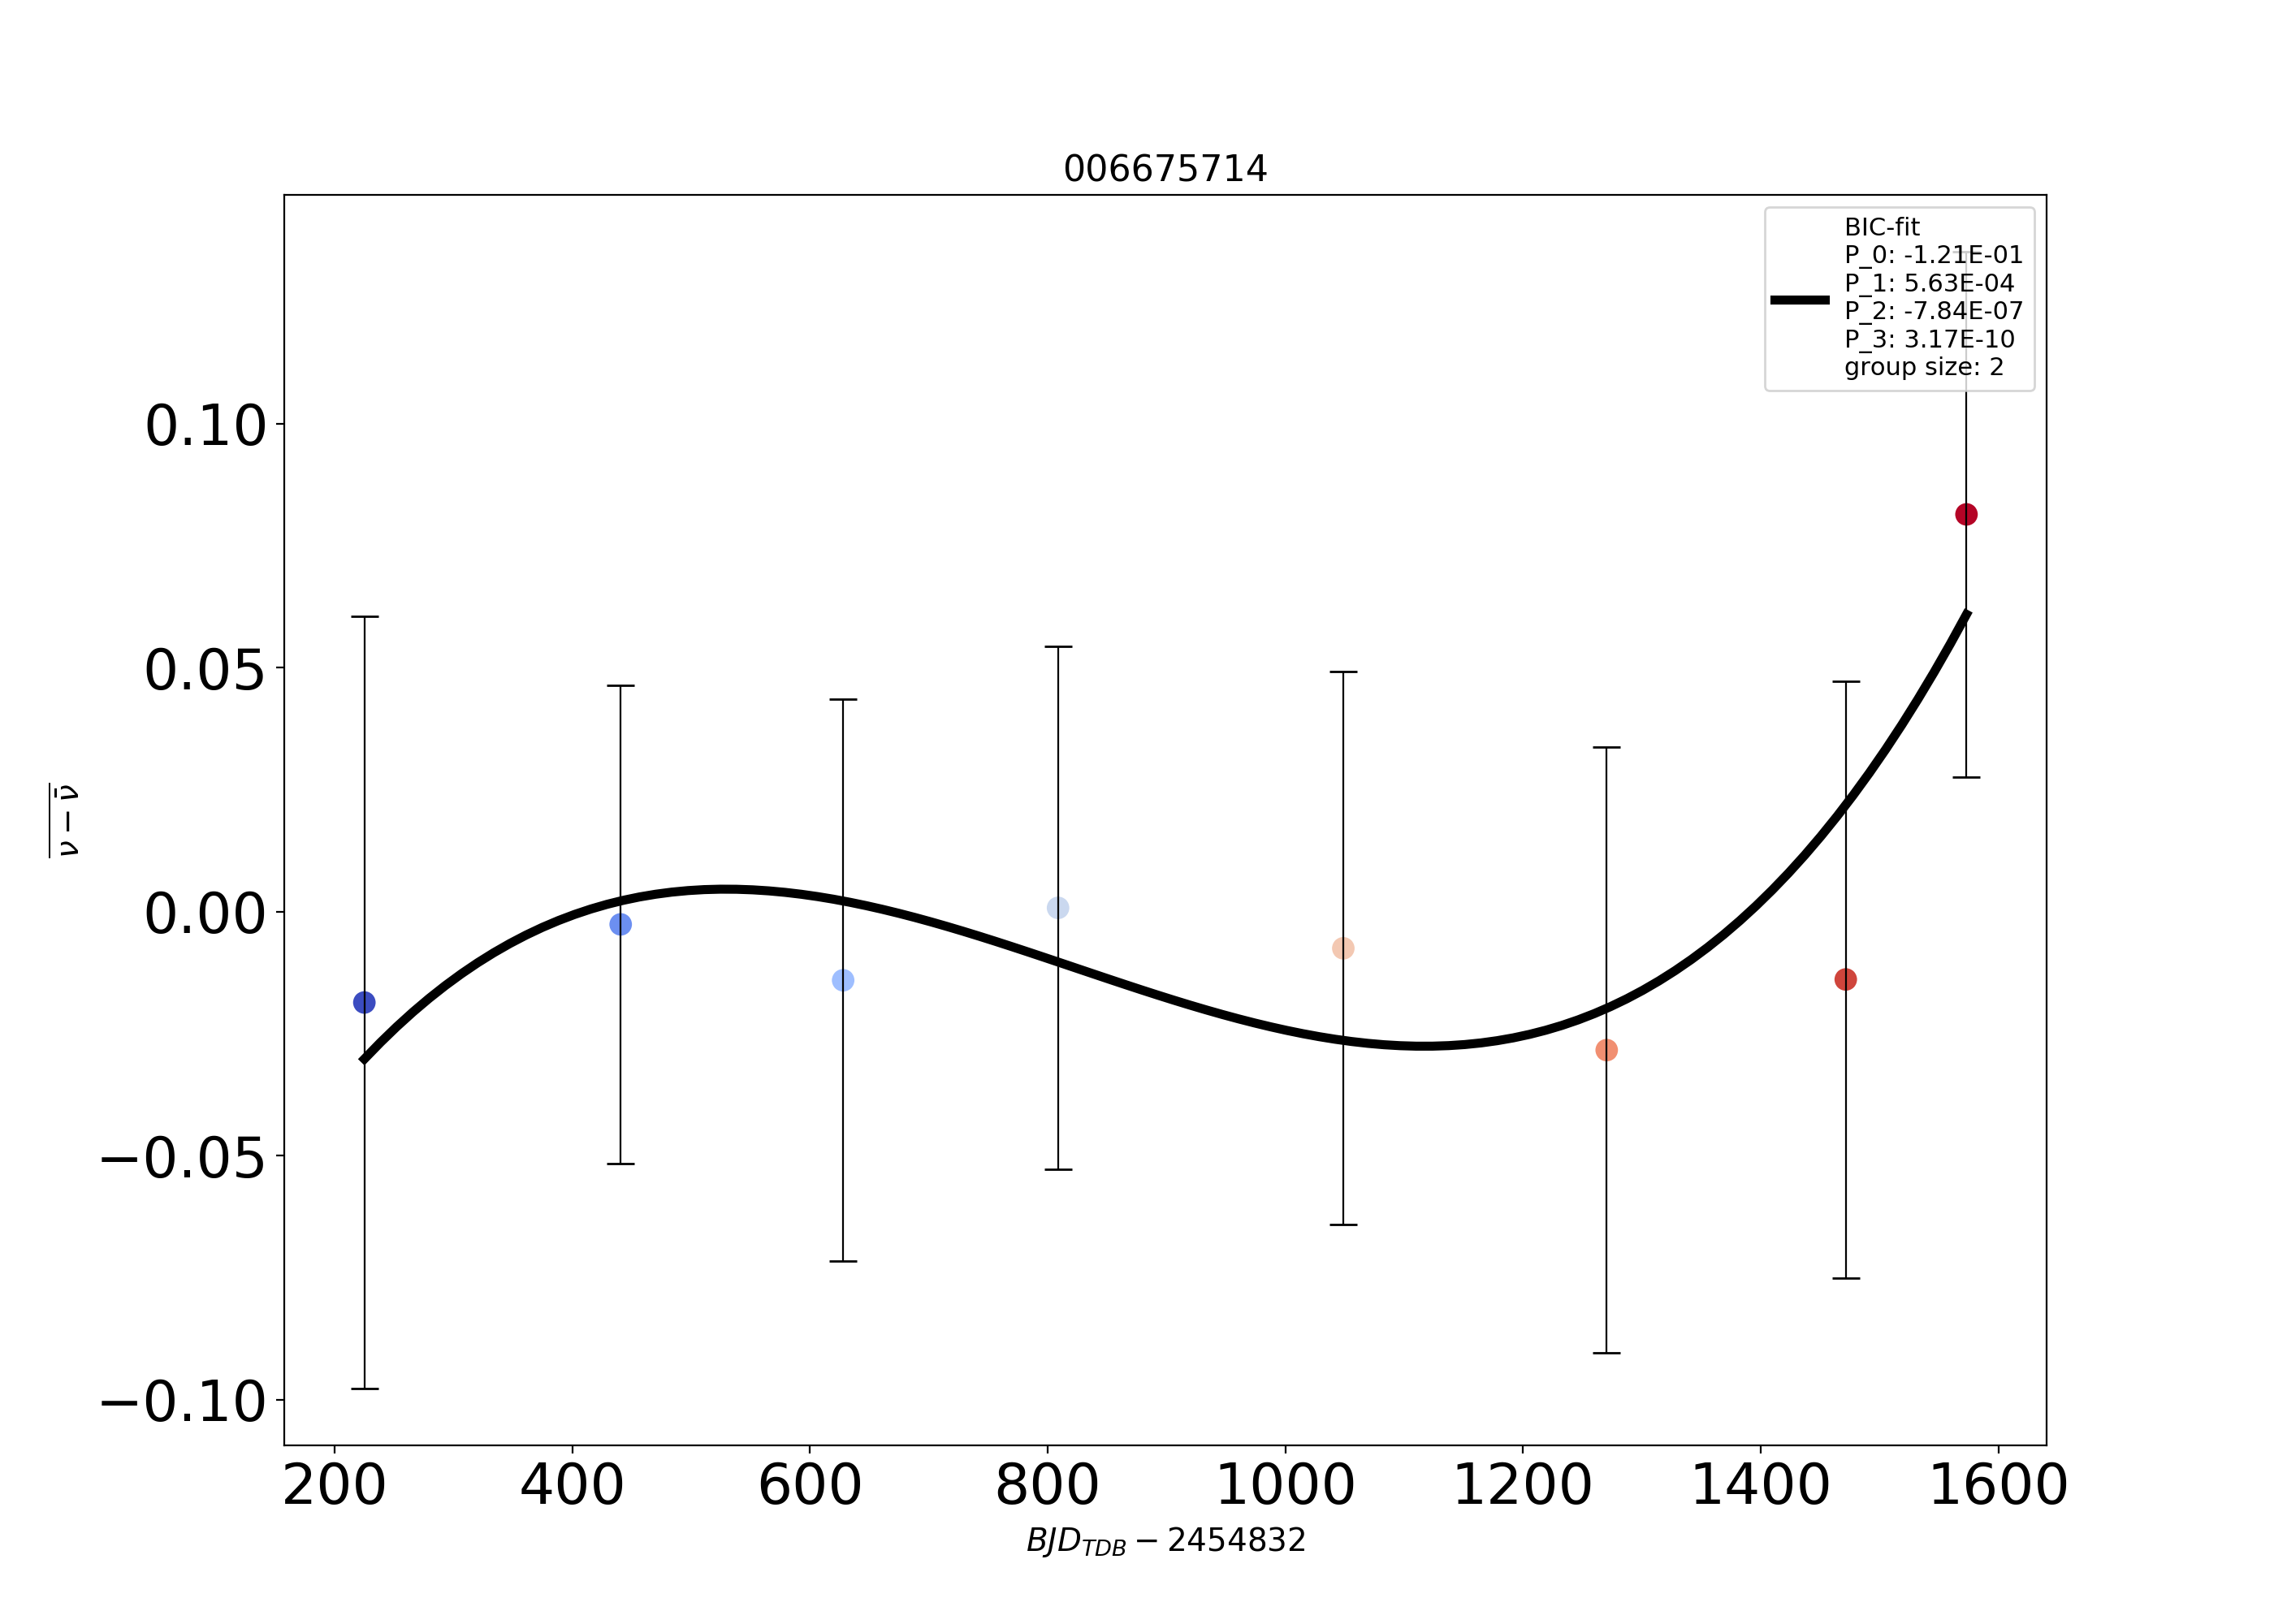 006675714
BIC-fit
P_0: -1.21E-01
P_1: 5.63E-04
P_2: -7.84E-07
P_3: 3.17E-10
group size: 2
0.10
0.05
0.00
−0.05
−0.10
ν − ν̄
200 400 600 800 1000 1200 1400 1600
BJD_TDB − 2454832